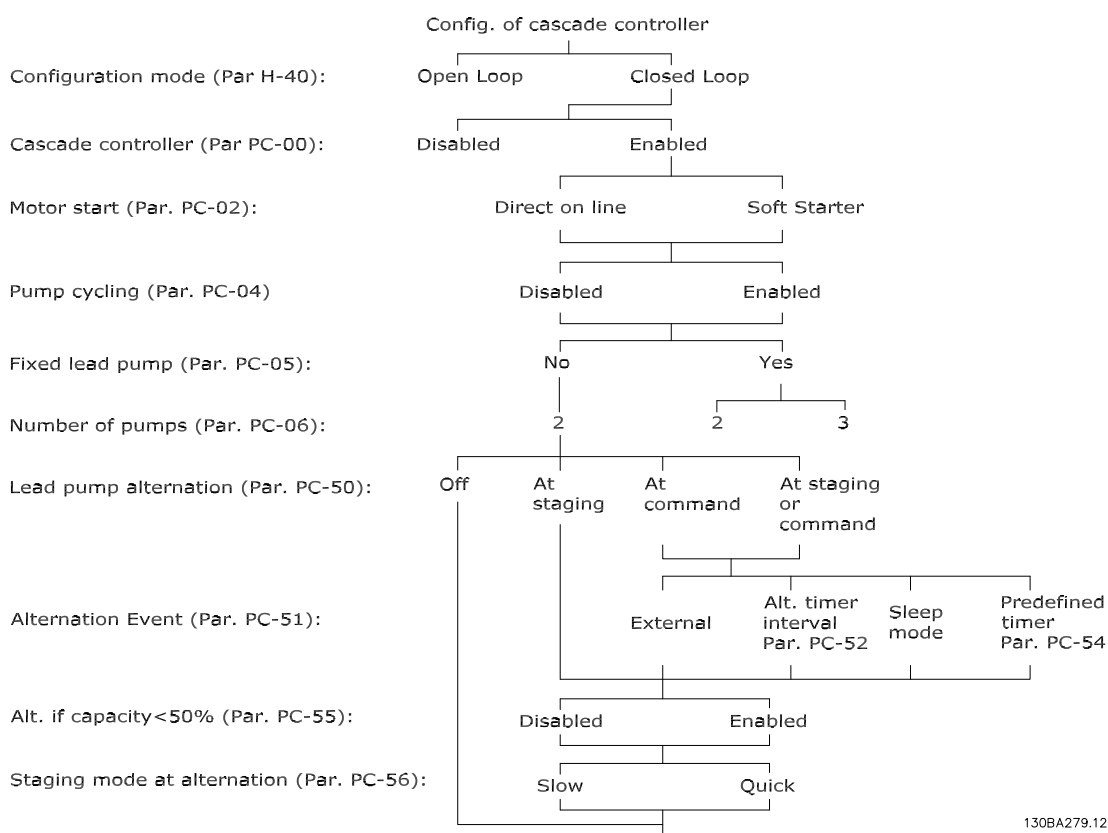 Config. of cascade controller
Configuration mode (Par H-40): Open Loop Closed Loop
Cascade controller (Par PC-00): Disabled Enabled
Motor start (Par. PC-02): Direct on line Soft Starter
Pump cycling (Par. PC-04) Disabled Enabled
Fixed lead pump (Par. PC-05): No Yes
Number of pumps (Par. PC-06): 2 2 3
Lead pump alternation (Par. PC-50): Off
At
staging
At
command
At staging
or
command
Alternation Event (Par. PC-51): External
Alt. timer
interval
Par. PC-52
Sleep
mode
Predefined
timer
Par. PC-54
Alt. if capacity<50% (Par. PC-55): Disabled Enabled
Staging mode at alternation (Par. PC-56): Slow Quick
130BA279.12